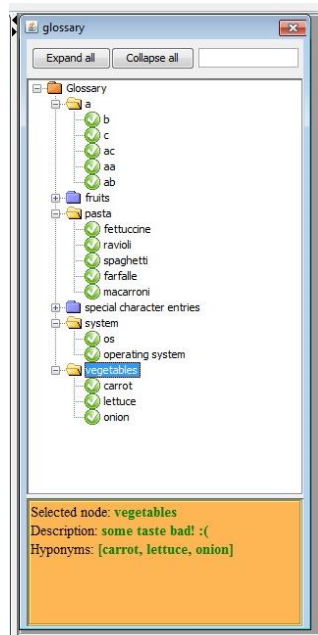 glossary
Expand all Collapse all
Glossary
a
b
c
ac
aa
ab
fruits
pasta
fettuccine
ravioli
spaghetti
farfalle
macarroni
special character entries
system
os
operating system
vegetables
carrot
lettuce
onion
Selected node: vegetables
Description: some taste bad! :(
Hyponyms: [carrot, lettuce, onion]